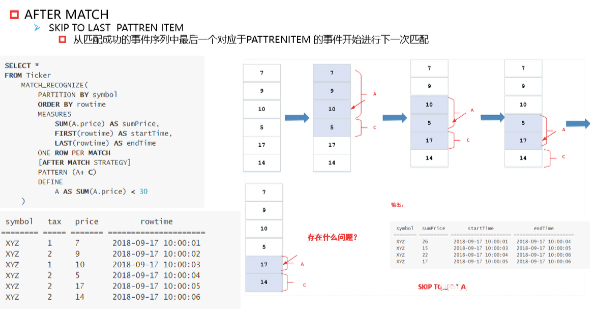 AFTER MATCH
SKIP TO LAST PATTREN ITEM
从匹配成功的事件序列中最后一个对应于PATTRENITEM 的事件开始进行下一次匹配
SELECT *
FROM Ticker
MATCH_RECOGNIZE(
PARTITION BY symbol
ORDER BY rowtime
MEASURES
SUM(A.price) AS sumPrice,
FIRST(rowtime) AS startTime,
LAST(rowtime) AS endTime
ONE ROW PER MATCH
[AFTER MATCH STRATEGY]
PATTERN (A+ C)
DEFINE
A AS SUM(A.price) < 30
)
symbol tax price rowtime
======== ===== ======= =====================
XYZ 1 7 2018-09-17 10:00:01
XYZ 2 9 2018-09-17 10:00:02
XYZ 1 10 2018-09-17 10:00:03
XYZ 2 5 2018-09-17 10:00:04
XYZ 2 17 2018-09-17 10:00:05
XYZ 2 14 2018-09-17 10:00:06
7
9
10
5
17
14
7
9
10
5
17
14
A
C
7
9
10
5
17
14
A
C
7
9
10
5
17
14
A
C
7
9
10
5
17
14
A
C
存在什么问题?
输出:
symbol sumPrice startTime endTime
XYZ 26 2018-09-17 10:00:01 2018-09-17 10:00:04
XYZ 15 2018-09-17 10:00:03 2018-09-17 10:00:05
XYZ 22 2018-09-17 10:00:04 2018-09-17 10:00:06
XYZ 17 2018-09-17 10:00:05 2018-09-17 10:00:06
SKIP TO A